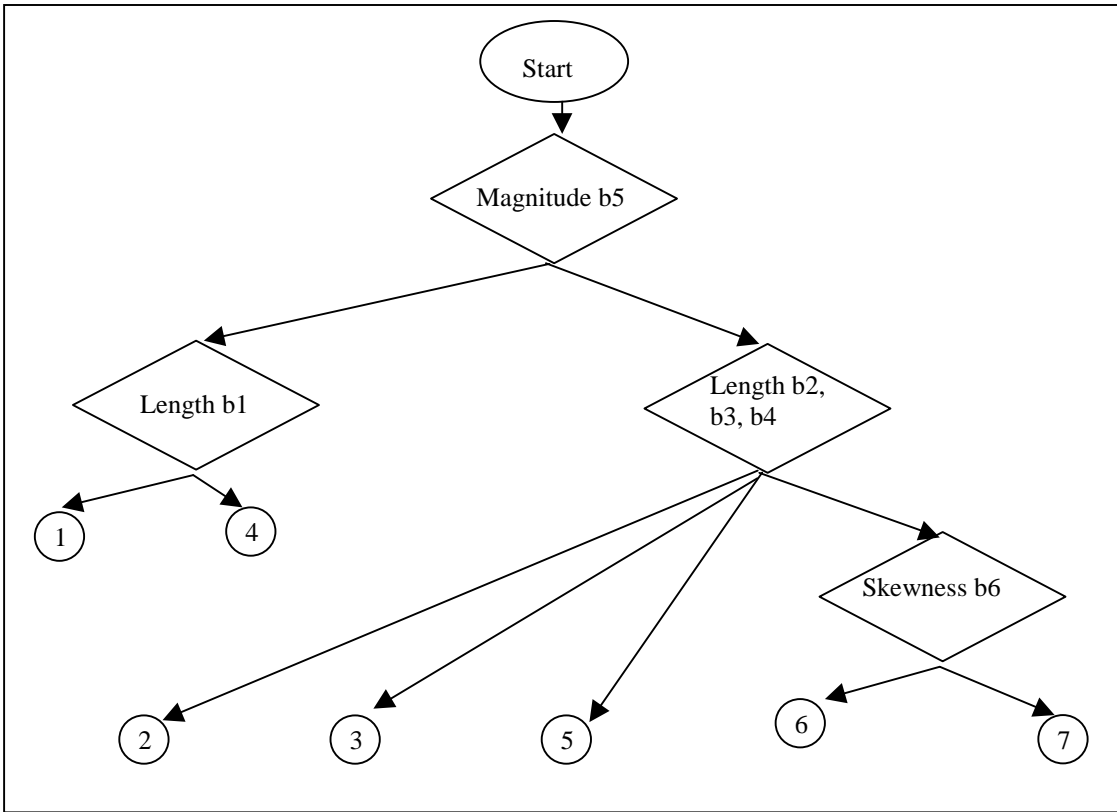 Start
Magnitude b5
Length b1
Length b2,
b3, b4
1
4
Skewness b6
2
3
5
6
7